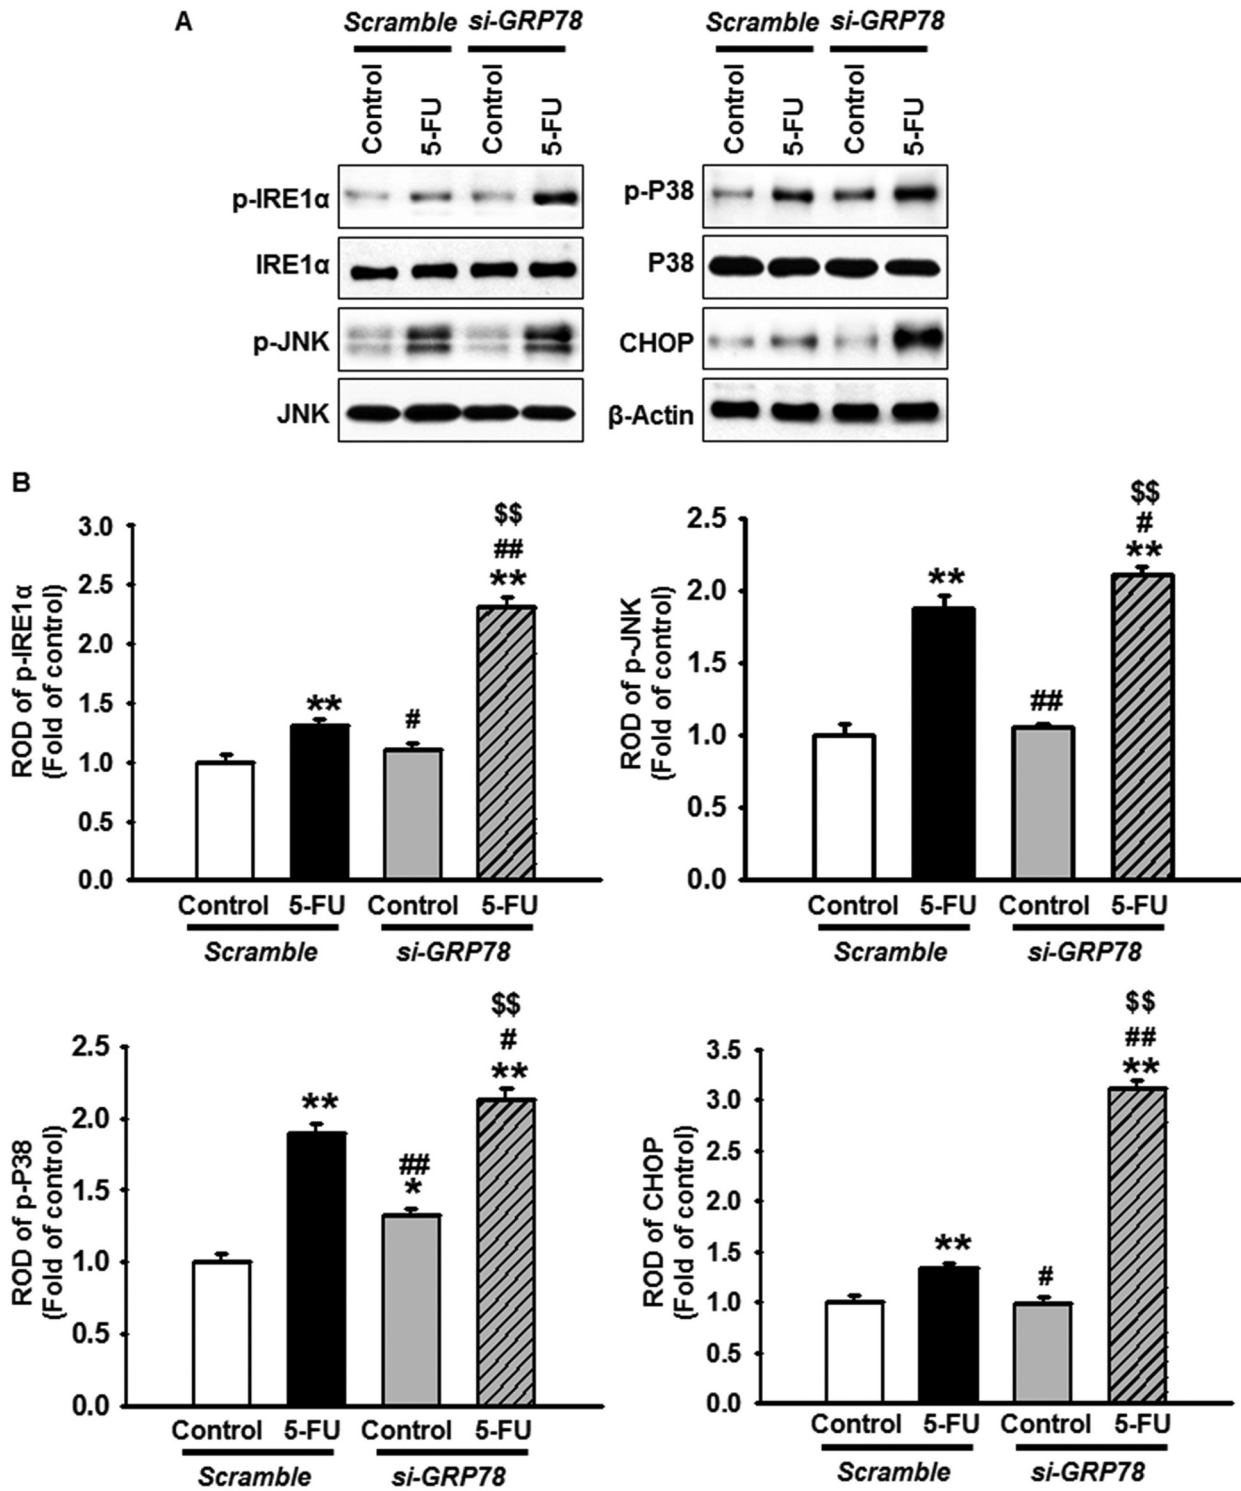 A
Scramble si-GRP78
Control 5-FU Control 5-FU
p-IRE1α
IRE1α
p-JNK
JNK
Scramble si-GRP78
Control 5-FU Control 5-FU
p-P38
P38
CHOP
β-Actin
B
ROD of p-IRE1α
(Fold of control)
3.0
2.5
2.0
1.5
1.0
0.5
0.0
**
#
$$
##
**
Control 5-FU Control 5-FU
Scramble si-GRP78
ROD of p-JNK
(Fold of control)
2.5
2.0
1.5
1.0
0.5
0.0
**
##
$$
#
**
Control 5-FU Control 5-FU
Scramble si-GRP78
ROD of p-P38
(Fold of control)
2.5
2.0
1.5
1.0
0.5
0.0
**
##
*
$$
#
**
Control 5-FU Control 5-FU
Scramble si-GRP78
ROD of CHOP
(Fold of control)
3.5
3.0
2.5
2.0
1.5
1.0
0.5
0.0
**
#
$$
##
**
Control 5-FU Control 5-FU
Scramble si-GRP78